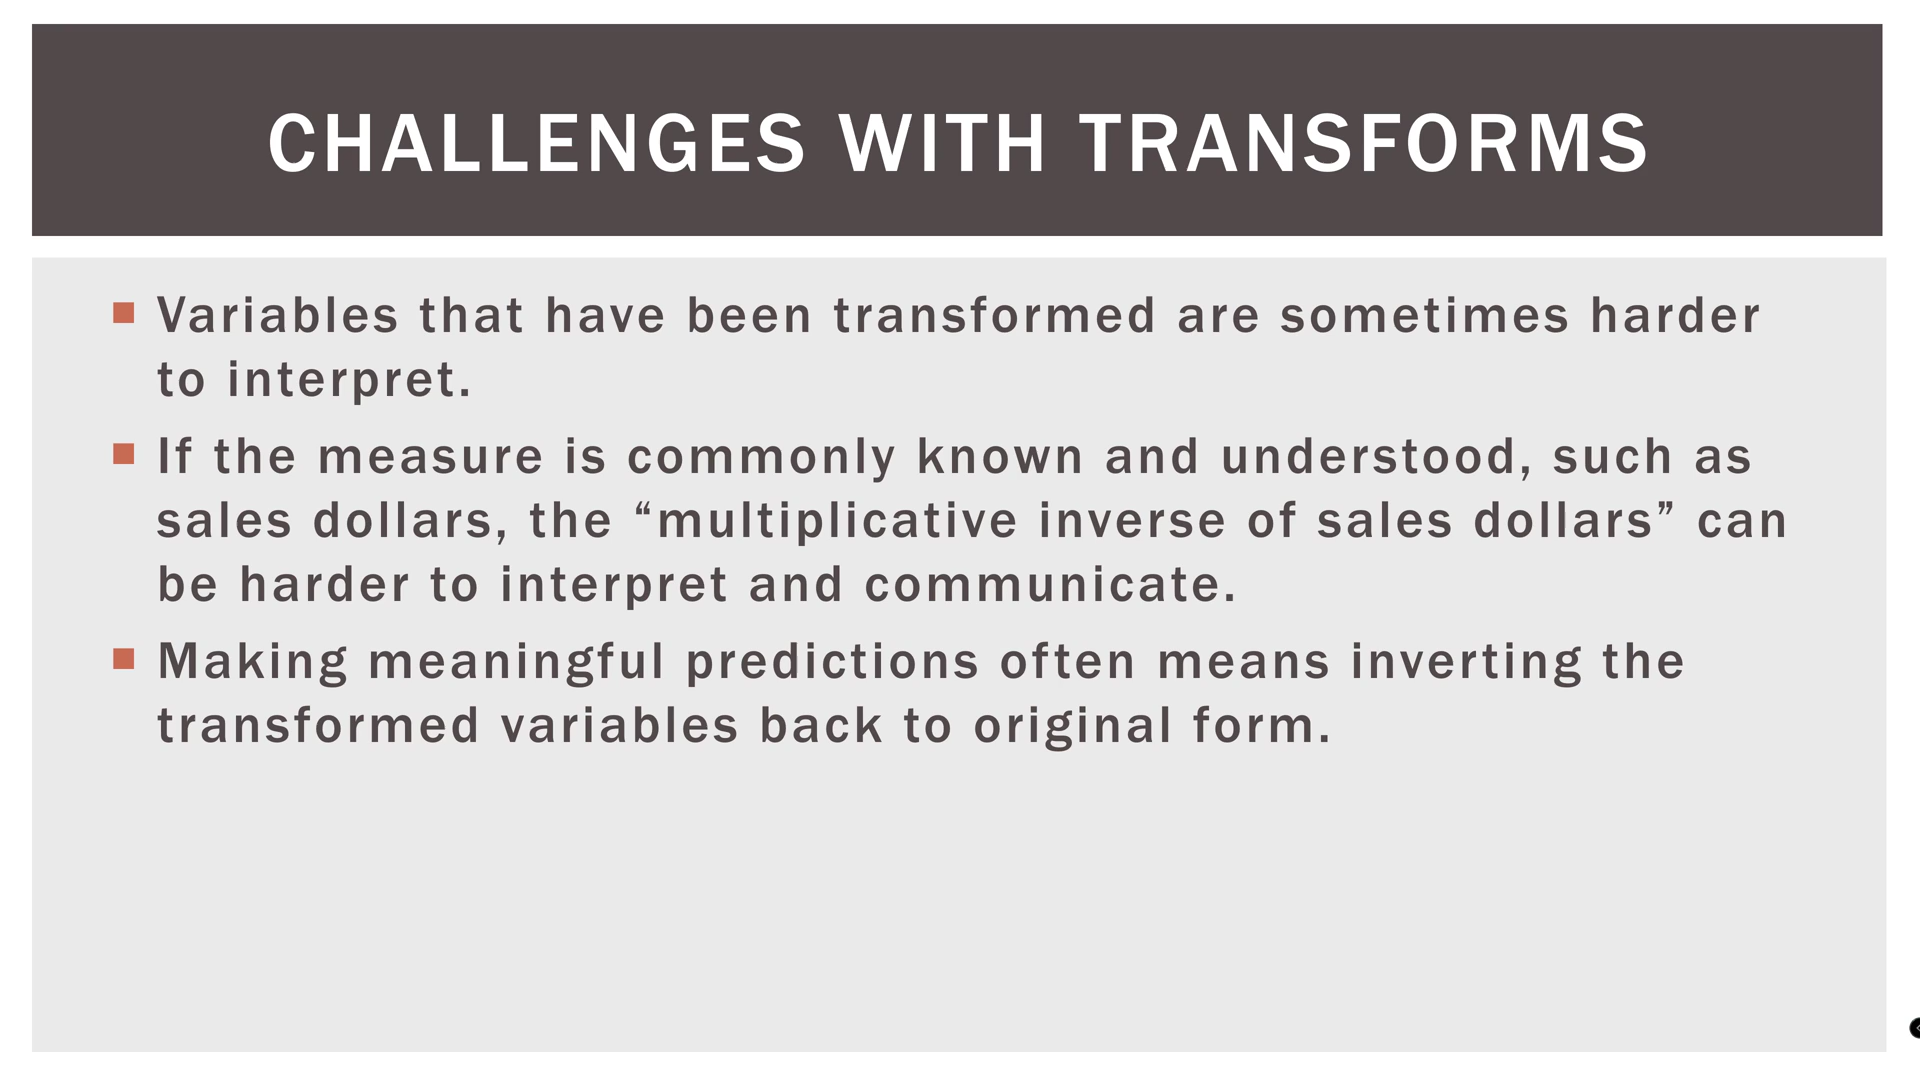 CHALLENGES WITH TRANSFORMS
Variables that have been transformed are sometimes harder
to interpret.
If the measure is commonly known and understood, such as
sales dollars, the “multiplicative inverse of sales dollars” can
be harder to interpret and communicate.
Making meaningful predictions often means inverting the
transformed variables back to original form.